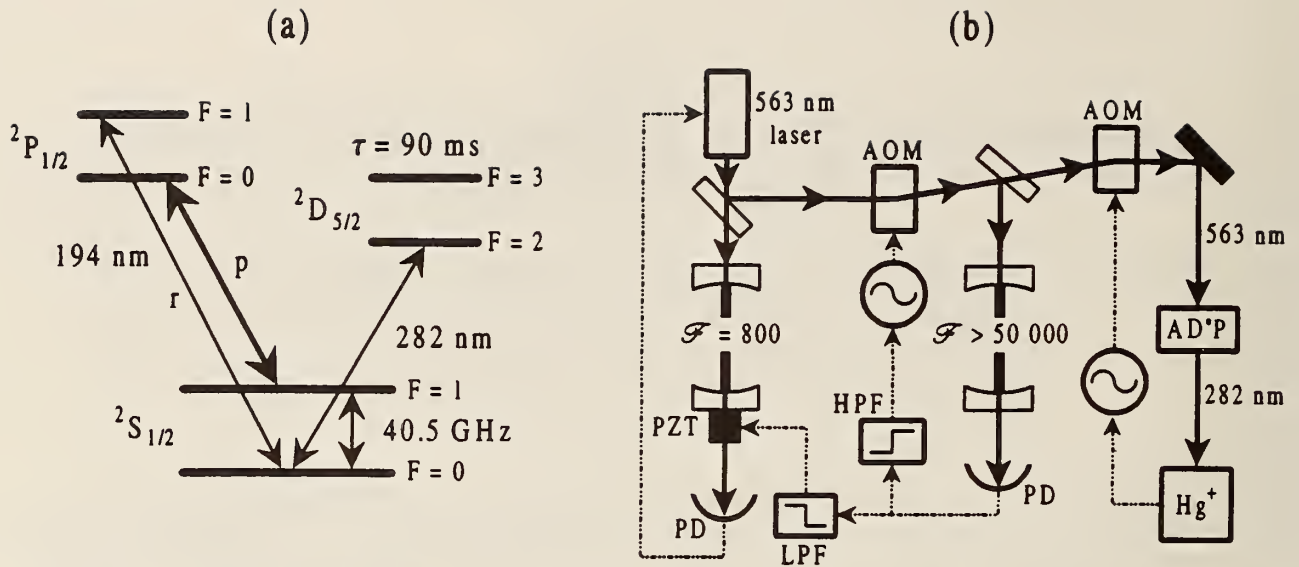 (a)
F = 1
²P₁/₂
F = 0
τ = 90 ms
F = 3
²D₅/₂
F = 2
194 nm
p
r
282 nm
F = 1
²S₁/₂
40.5 GHz
F = 0
(b)
563 nm
laser
AOM
AOM
563 nm
ℱ = 800
ℱ > 50 000
AD*P
282 nm
HPF
PZT
PD
LPF
PD
Hg⁺